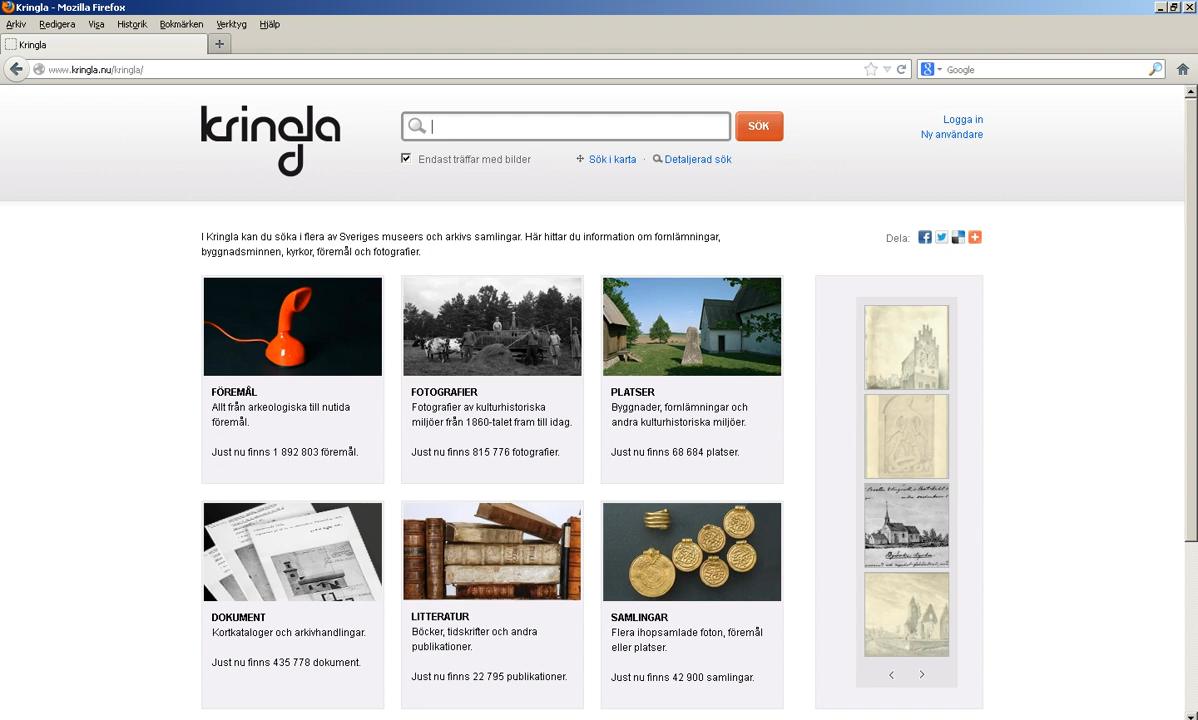 Kringla - Mozilla Firefox
Arkiv Redigera Visa Historik Bokmärken Verktyg Hjälp
Kringla
www.kringla.nu/kringla/
Google
kringla
SÖK
Logga in
Ny användare
Endast träffar med bilder
Sök i karta · Detaljerad sök
I Kringla kan du söka i flera av Sveriges museers och arkivs samlingar. Här hittar du information om fornlämningar,
byggnadsminnen, kyrkor, föremål och fotografier.
Dela:
FÖREMÅL
Allt från arkeologiska till nutida
föremål.
Just nu finns 1 892 803 föremål.
FOTOGRAFIER
Fotografier av kulturhistoriska
miljöer från 1860-talet fram till idag.
Just nu finns 815 776 fotografier.
PLATSER
Byggnader, fornlämningar och
andra kulturhistoriska miljöer.
Just nu finns 68 684 platser.
DOKUMENT
Kortkataloger och arkivhandlingar.
Just nu finns 435 778 dokument.
LITTERATUR
Böcker, tidskrifter och andra
publikationer.
Just nu finns 22 795 publikationer.
SAMLINGAR
Flera ihopsamlade foton, föremål
eller platser.
Just nu finns 42 900 samlingar.